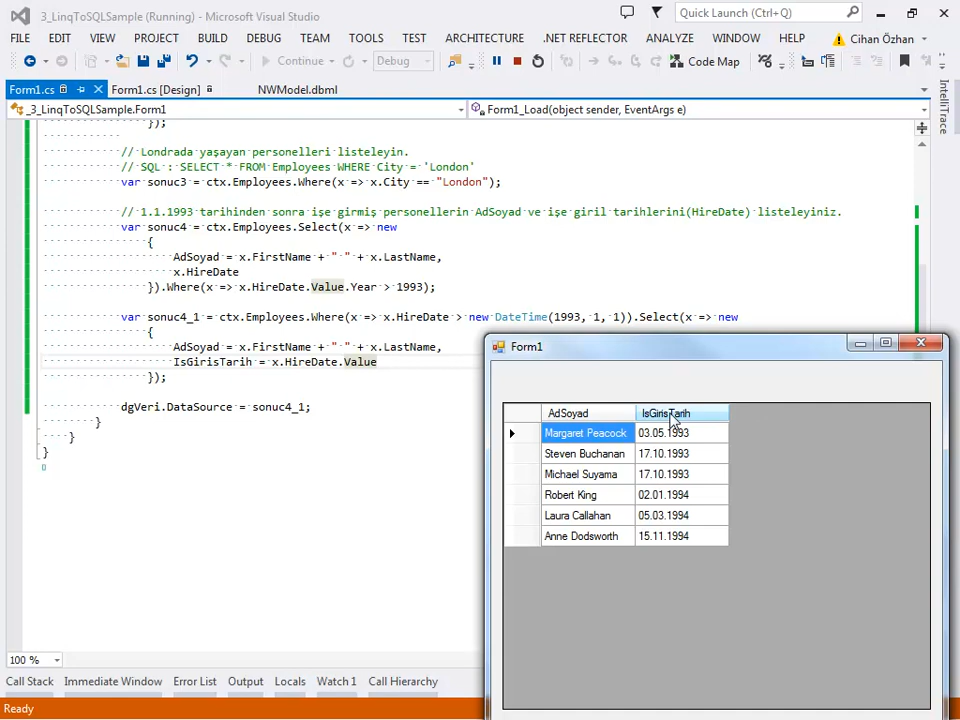 3_LinqToSQLSample (Running) - Microsoft Visual Studio
Quick Launch (Ctrl+Q)
FILE EDIT VIEW PROJECT BUILD DEBUG TEAM TOOLS TEST ARCHITECTURE .NET REFLECTOR ANALYZE WINDOW HELP Cihan Özhan
Continue Debug Code Map
Form1.cs Form1.cs [Design] NWModel.dbml
_3_LinqToSQLSample.Form1 Form1_Load(object sender, EventArgs e)
IntelliTrace
});
// Londrada yaşayan personelleri listeleyin.
// SQL : SELECT * FROM Employees WHERE City = 'London'
var sonuc3 = ctx.Employees.Where(x => x.City == "London");
// 1.1.1993 tarihinden sonra işe girmiş personellerin AdSoyad ve işe giril tarihlerini(HireDate) listeleyiniz.
var sonuc4 = ctx.Employees.Select(x => new
{
AdSoyad = x.FirstName + " " + x.LastName,
x.HireDate
}).Where(x => x.HireDate.Value.Year > 1993);
var sonuc4_1 = ctx.Employees.Where(x => x.HireDate > new DateTime(1993, 1, 1)).Select(x => new
{
AdSoyad = x.FirstName + " " + x.LastName,
IsGirisTarih = x.HireDate.Value
});
dgVeri.DataSource = sonuc4_1;
}
}
}
Form1
AdSoyad IsGirisTarih
Margaret Peacock 03.05.1993
Steven Buchanan 17.10.1993
Michael Suyama 17.10.1993
Robert King 02.01.1994
Laura Callahan 05.03.1994
Anne Dodsworth 15.11.1994
100 %
Call Stack Immediate Window Error List Output Locals Watch 1 Call Hierarchy
Ready